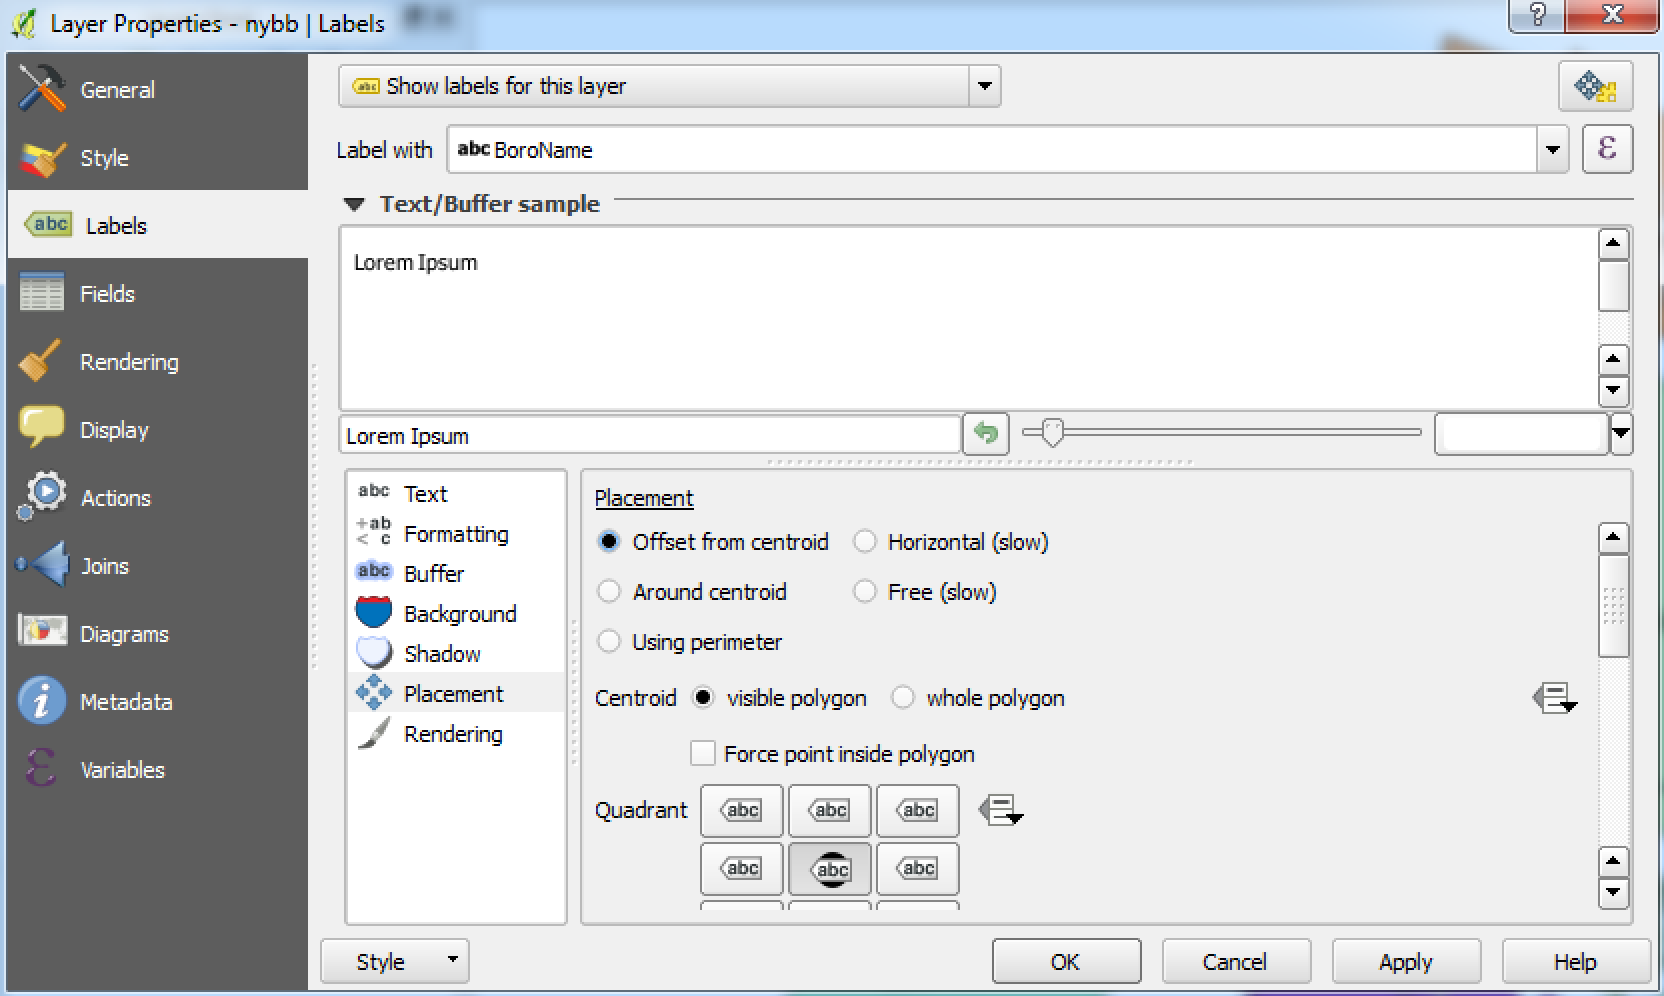 Layer Properties - nybb | Labels
?
General
Style
abc Labels
Fields
Rendering
Display
Actions
Joins
Diagrams
Metadata
Variables
abc Show labels for this layer
Label with abc BoroName ε
Text/Buffer sample
Lorem Ipsum
Lorem Ipsum
abc Text
+ab
< c Formatting
abc Buffer
Background
Shadow
Placement
Rendering
Placement
Offset from centroid Horizontal (slow)
Around centroid Free (slow)
Using perimeter
Centroid visible polygon whole polygon
Force point inside polygon
Quadrant abc abc abc
abc abc abc
Style OK Cancel Apply Help